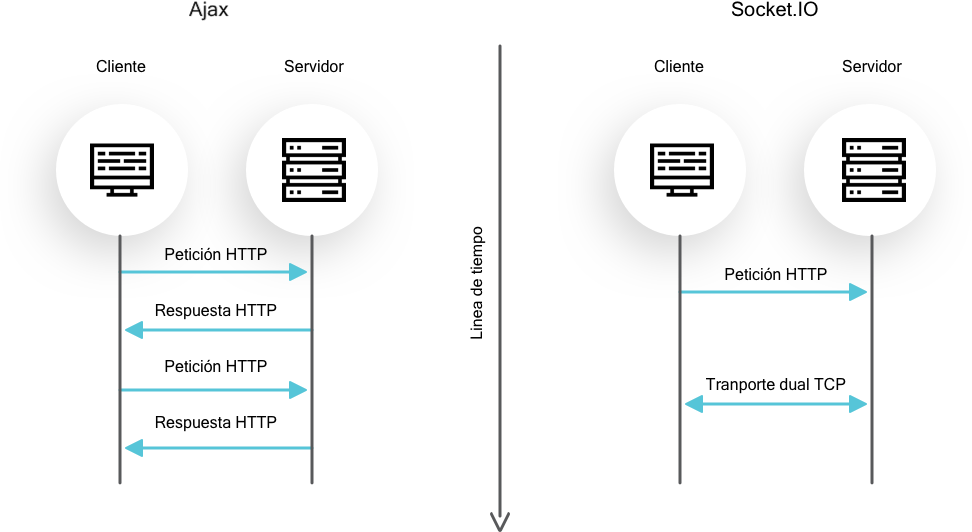 Ajax
Cliente
Servidor
Petición HTTP
Respuesta HTTP
Petición HTTP
Respuesta HTTP
Linea de tiempo
Socket.IO
Cliente
Servidor
Petición HTTP
Tranporte dual TCP